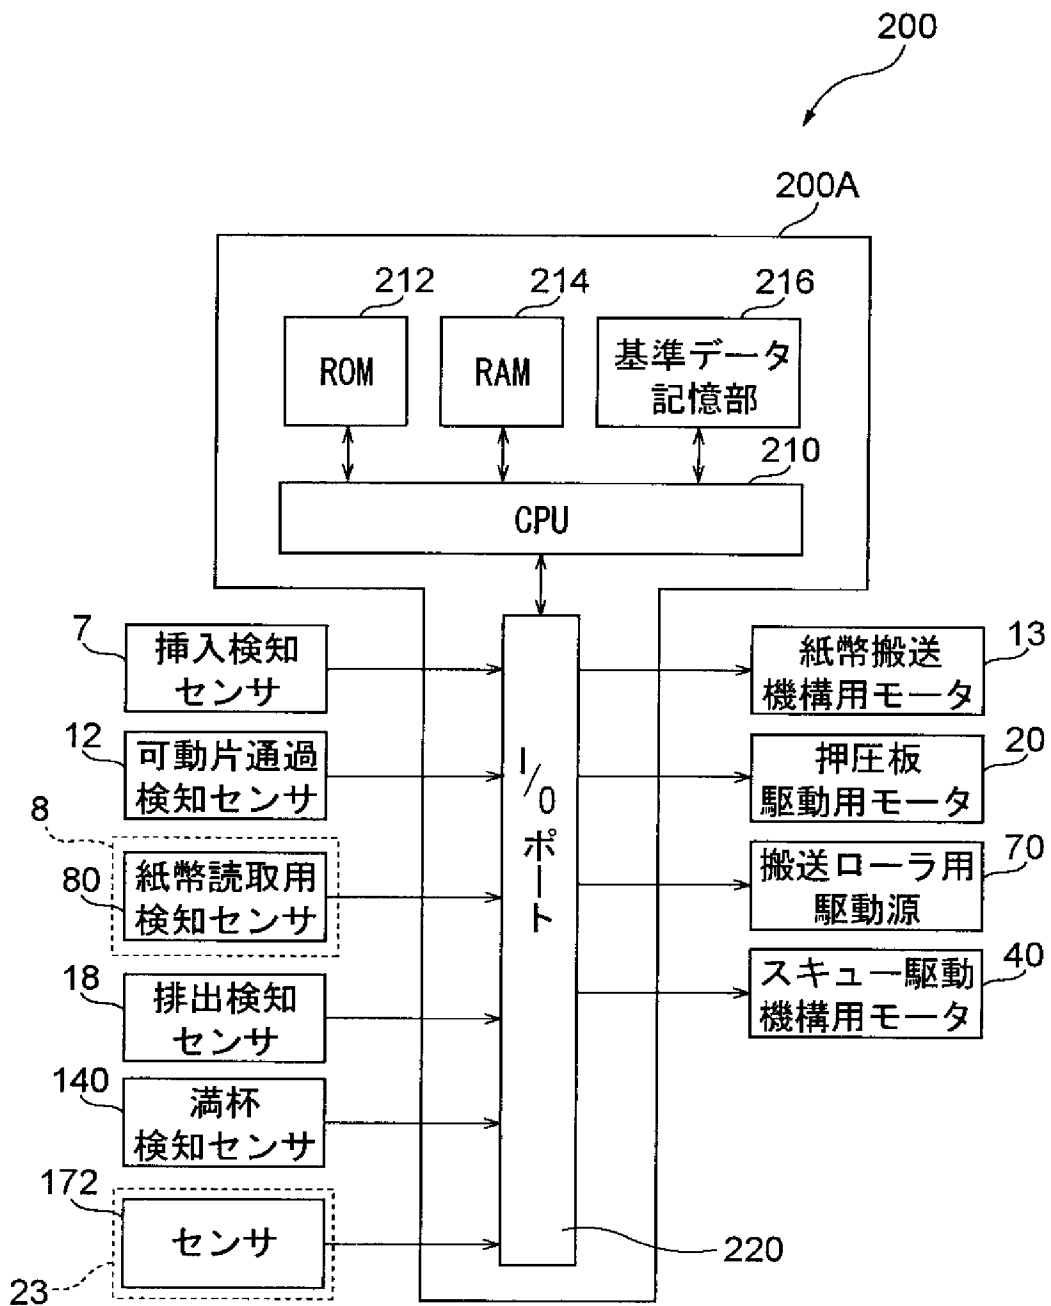 200
200A
212
214
216
ROM
RAM
基準データ
記憶部
210
CPU
7
挿入検知
センサ
12
可動片通過
検知センサ
8
80
紙幣読取用
検知センサ
18
排出検知
センサ
140
満杯
検知センサ
172
センサ
23
I/Oポート
220
紙幣搬送
機構用モータ
13
押圧板
駆動用モータ
20
搬送ローラ用
駆動源
70
スキュー駆動
機構用モータ
40